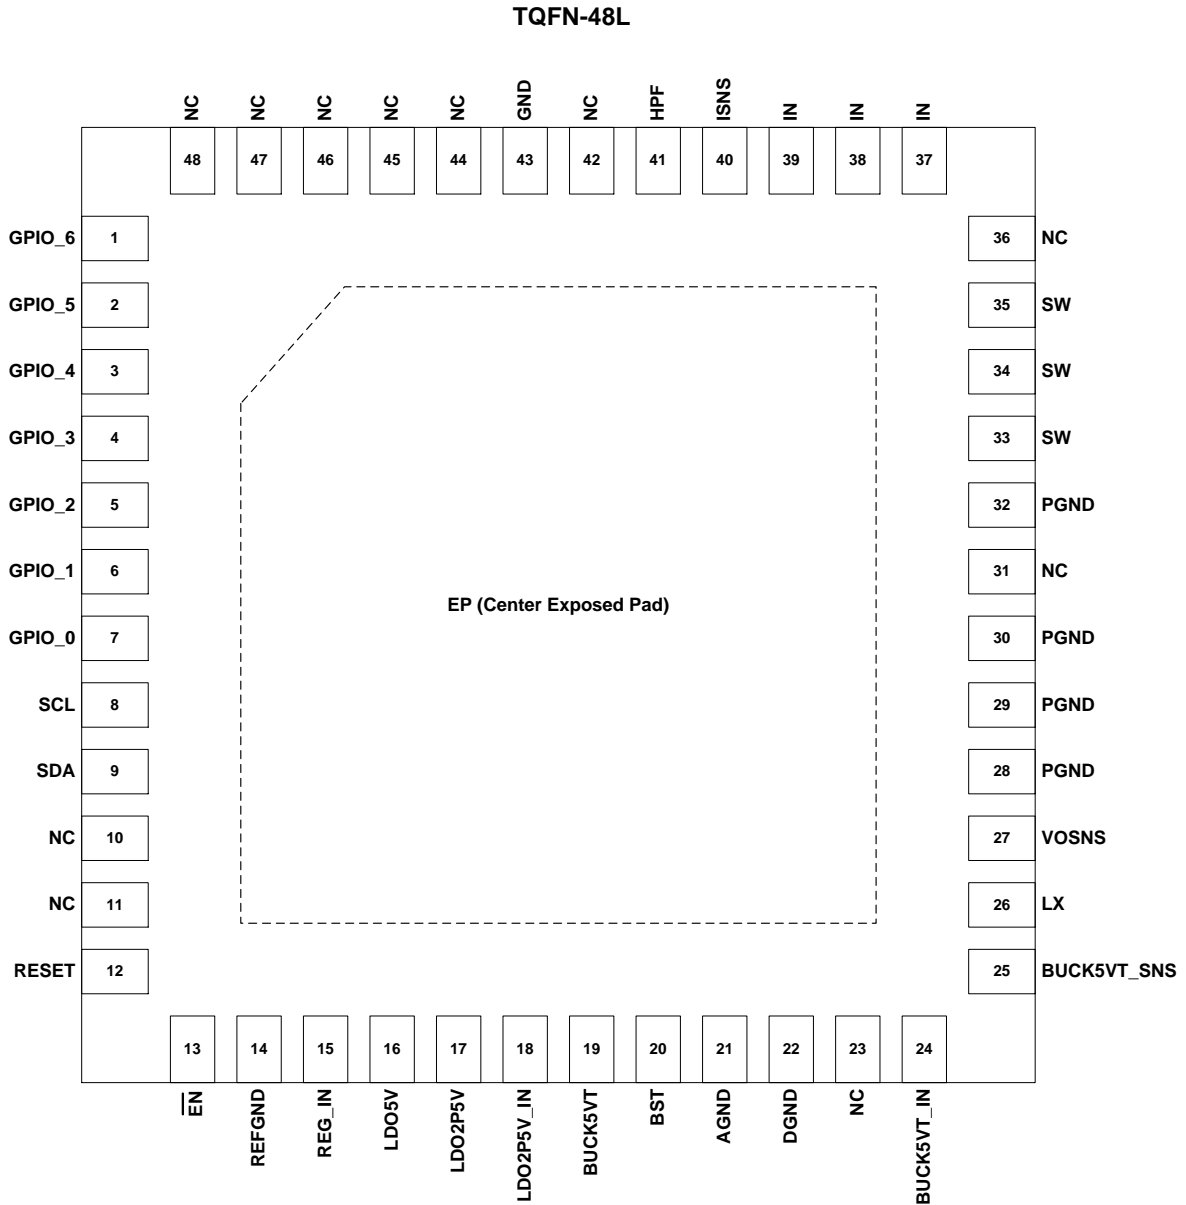 TQFN-48L
NC NC NC NC NC GND NC HPF ISNS IN IN IN
48 47 46 45 44 43 42 41 40 39 38 37
GPIO_6 1 36 NC
GPIO_5 2 35 SW
GPIO_4 3 34 SW
GPIO_3 4 33 SW
GPIO_2 5 32 PGND
GPIO_1 6 31 NC
EP (Center Exposed Pad)
GPIO_0 7 30 PGND
SCL 8 29 PGND
SDA 9 28 PGND
NC 10 27 VOSNS
NC 11 26 LX
RESET 12 25 BUCK5VT_SNS
13 14 15 16 17 18 19 20 21 22 23 24
E̅N̅ REFGND REG_IN LDO5V LDO2P5V LDO2P5V_IN BUCK5VT BST AGND DGND NC BUCK5VT_IN